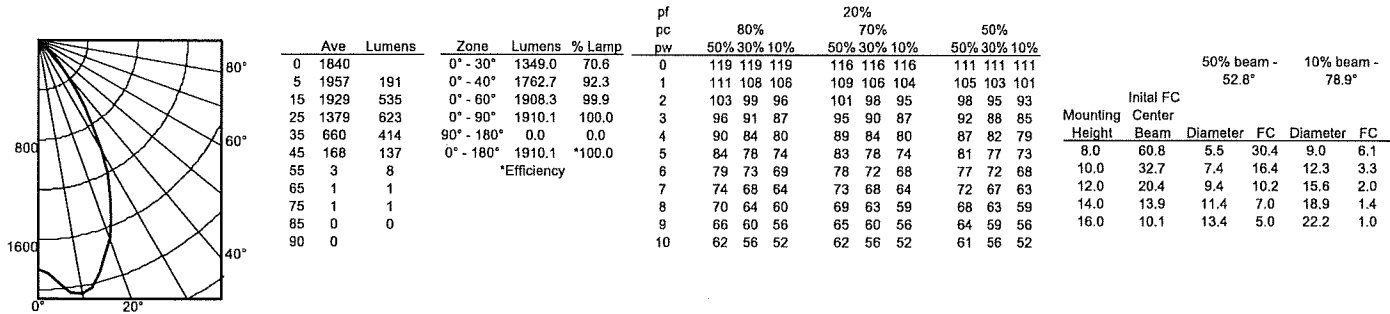 80°
60°
40°
20°
0°
800
1600
Ave Lumens
0 1840
5 1957 191
15 1929 535
25 1379 623
35 660 414
45 168 137
55 3 8
65 1 1
75 1 1
85 0 0
90 0
Zone Lumens % Lamp
0° - 30° 1349.0 70.6
0° - 40° 1762.7 92.3
0° - 60° 1908.3 99.9
0° - 90° 1910.1 100.0
90° - 180° 0.0 0.0
0° - 180° 1910.1 *100.0
*Efficiency
pf 20%
pc 80% 70% 50%
pw 50% 30% 10% 50% 30% 10% 50% 30% 10%
0 119 119 119 116 116 116 111 111 111
1 111 108 106 109 106 104 105 103 101
2 103 99 96 101 98 95 98 95 93
3 96 91 87 95 90 87 92 88 85
4 90 84 80 89 84 80 87 82 79
5 84 78 74 83 78 74 81 77 73
6 79 73 69 78 72 68 77 72 68
7 74 68 64 73 68 64 72 67 63
8 70 64 60 69 63 59 68 63 59
9 66 60 56 65 60 56 64 59 56
10 62 56 52 62 56 52 61 56 52
50% beam - 10% beam -
52.8° 78.9°
Inital FC
Mounting Center
Height Beam Diameter FC Diameter FC
8.0 60.8 5.5 30.4 9.0 6.1
10.0 32.7 7.4 16.4 12.3 3.3
12.0 20.4 9.4 10.2 15.6 2.0
14.0 13.9 11.4 7.0 18.9 1.4
16.0 10.1 13.4 5.0 22.2 1.0